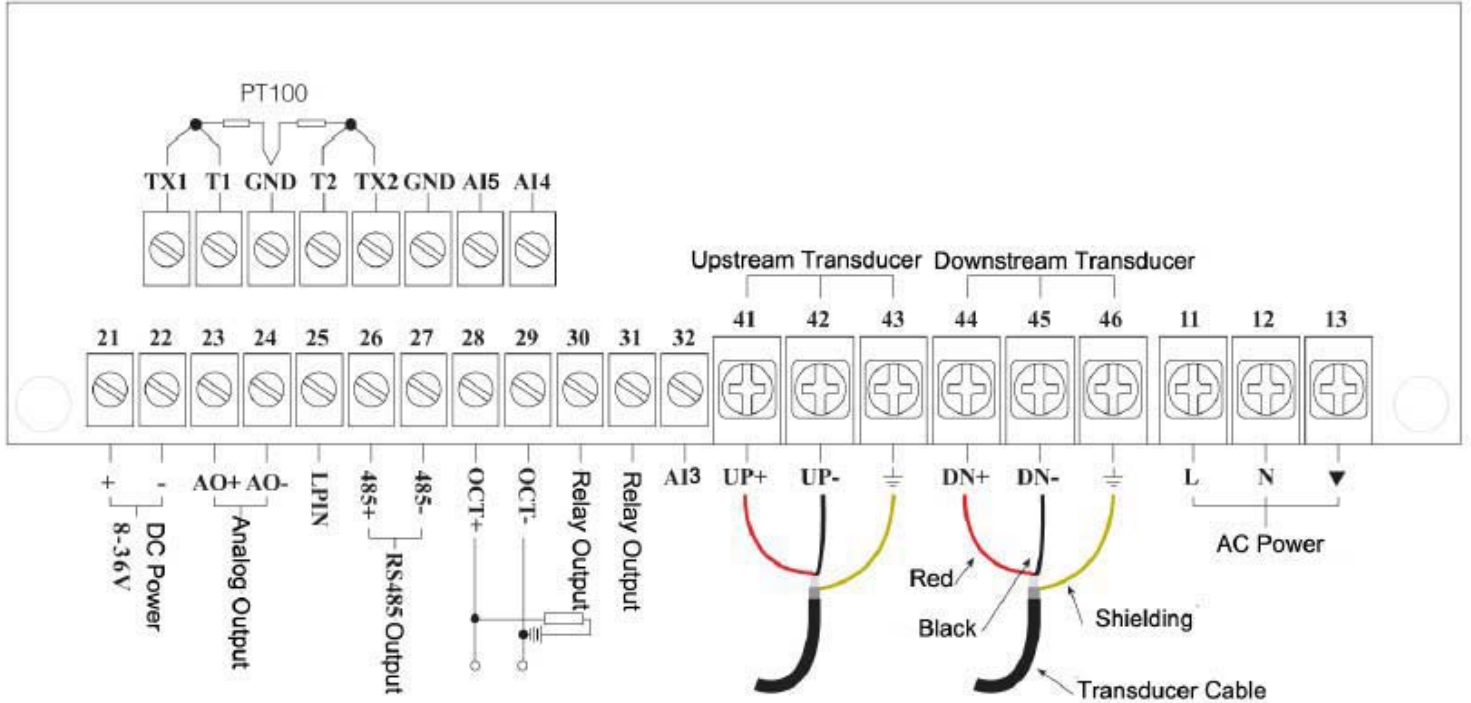 PT100
TX1 T1 GND T2 TX2 GND AI5 AI4
Upstream Transducer Downstream Transducer
21 22 23 24 25 26 27 28 29 30 31 32 41 42 43 44 45 46 11 12 13
+ - AO+ AO- LPIN 485+ 485- OCT+ OCT- Relay Output Relay Output AI3 UP+ UP- DN+ DN- L N
DC Power
8-36V
Analog Output
RS485 Output
AC Power
Red
Black
Shielding
Transducer Cable